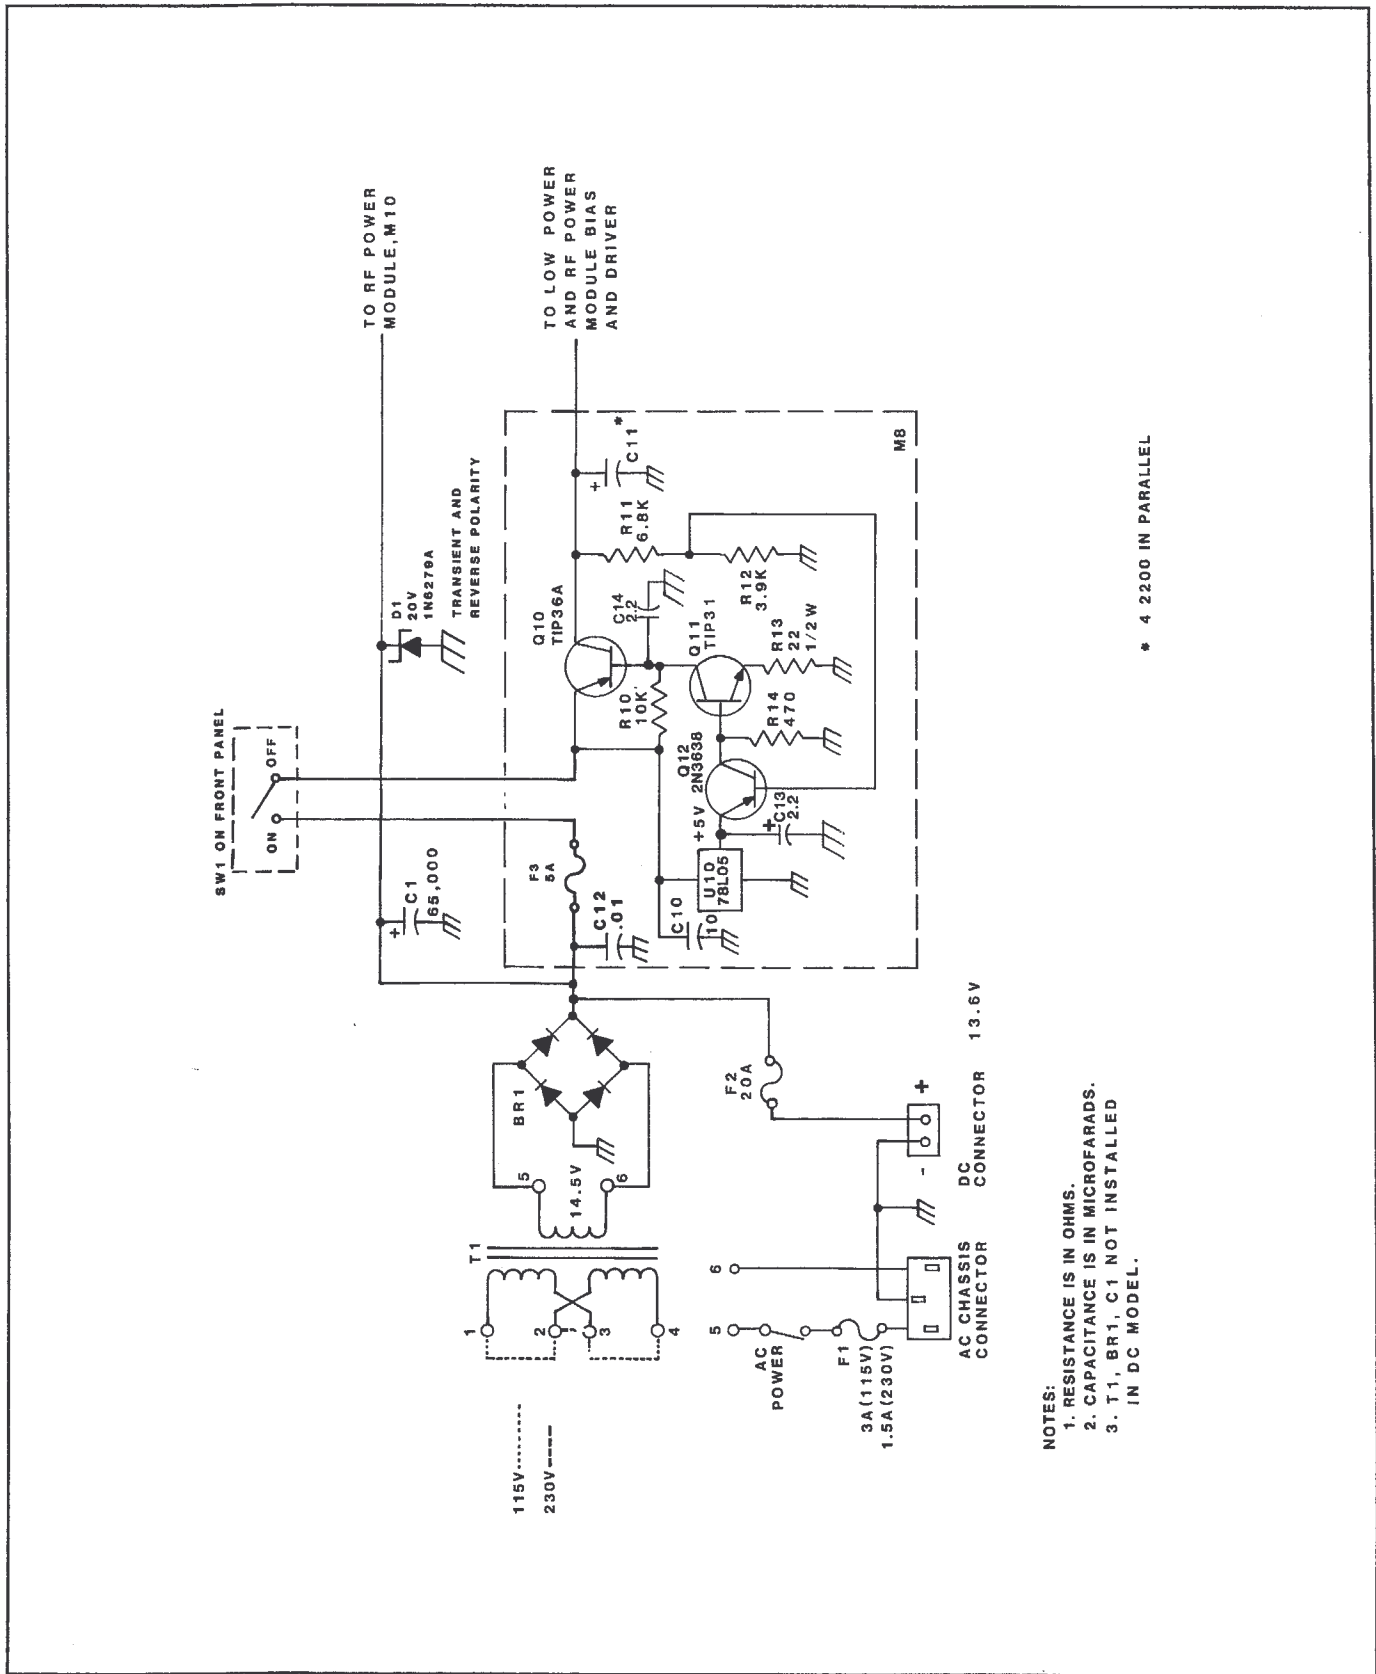 SW1 ON FRONT PANEL
ON
OFF
TO RF POWER
MODULE,M10
D1
20V
1N6279A
TRANSIENT AND
REVERSE POLARITY
+
C1
65,000
TO LOW POWER
AND RF POWER
MODULE BIAS
AND DRIVER
F3
5A
C12
.01
Q10
TIP36A
+
C11
*
R11
6.8K
R10
10K
C14
2.2
Q11
TIP31
R12
3.9K
R13
22
1/2W
R14
470
Q12
2N3638
+5V
+
C13
2.2
U10
78L05
C10
10
M8
115V
230V
1
2
3
4
T1
14.5V
5
6
BR1
F2
20A
5
6
AC
POWER
F1
3A(115V)
1.5A(230V)
AC CHASSIS
CONNECTOR
-
+
DC
CONNECTOR
13.6V
NOTES:
1. RESISTANCE IS IN OHMS.
2. CAPACITANCE IS IN MICROFARADS.
3. T1, BR1, C1 NOT INSTALLED
IN DC MODEL.
* 4 2200 IN PARALLEL